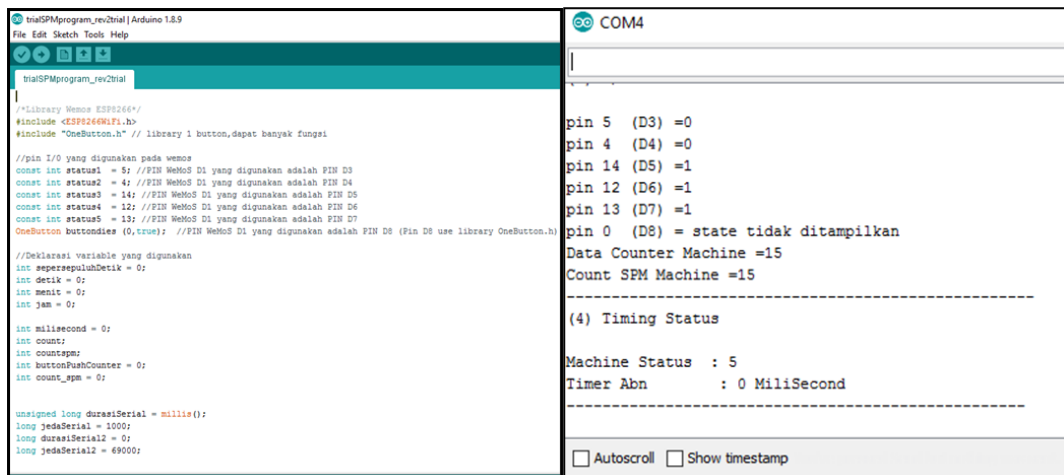 trialSPMprogram_rev2trial | Arduino 1.8.9
File Edit Sketch Tools Help
trialSPMprogram_rev2trial
/*Library Wemos ESP8266*/
#include <ESP8266WiFi.h>
#include "OneButton.h" // library 1 button,dapat banyak fungsi
//pin I/0 yang digunakan pada wemos
const int status1 = 5; //PIN WeMoS D1 yang digunakan adalah PIN D3
const int status2 = 4; //PIN WeMoS D1 yang digunakan adalah PIN D4
const int status3 = 14; //PIN WeMoS D1 yang digunakan adalah PIN D5
const int status4 = 12; //PIN WeMoS D1 yang digunakan adalah PIN D6
const int status5 = 13; //PIN WeMoS D1 yang digunakan adalah PIN D7
OneButton buttondies (0,true); //PIN WeMoS D1 yang digunakan adalah PIN D8 (Pin D8 use library OneButton.h)
//Deklarasi variable yang digunakan
int sepersepuluhDetik = 0;
int detik = 0;
int menit = 0;
int jam = 0;
int milisecond = 0;
int count;
int countspm;
int buttonPushCounter = 0;
int count_spm = 0;
unsigned long durasiSerial = millis();
long jedaSerial = 1000;
long durasiSerial2 = 0;
long jedaSerial2 = 69000;
COM4
pin 5 (D3) =0
pin 4 (D4) =0
pin 14 (D5) =1
pin 12 (D6) =1
pin 13 (D7) =1
pin 0 (D8) = state tidak ditampilkan
Data Counter Machine =15
Count SPM Machine =15
----------------------------------------------------
(4) Timing Status
Machine Status : 5
Timer Abn : 0 MiliSecond
---------------------------------------------------
Autoscroll Show timestamp